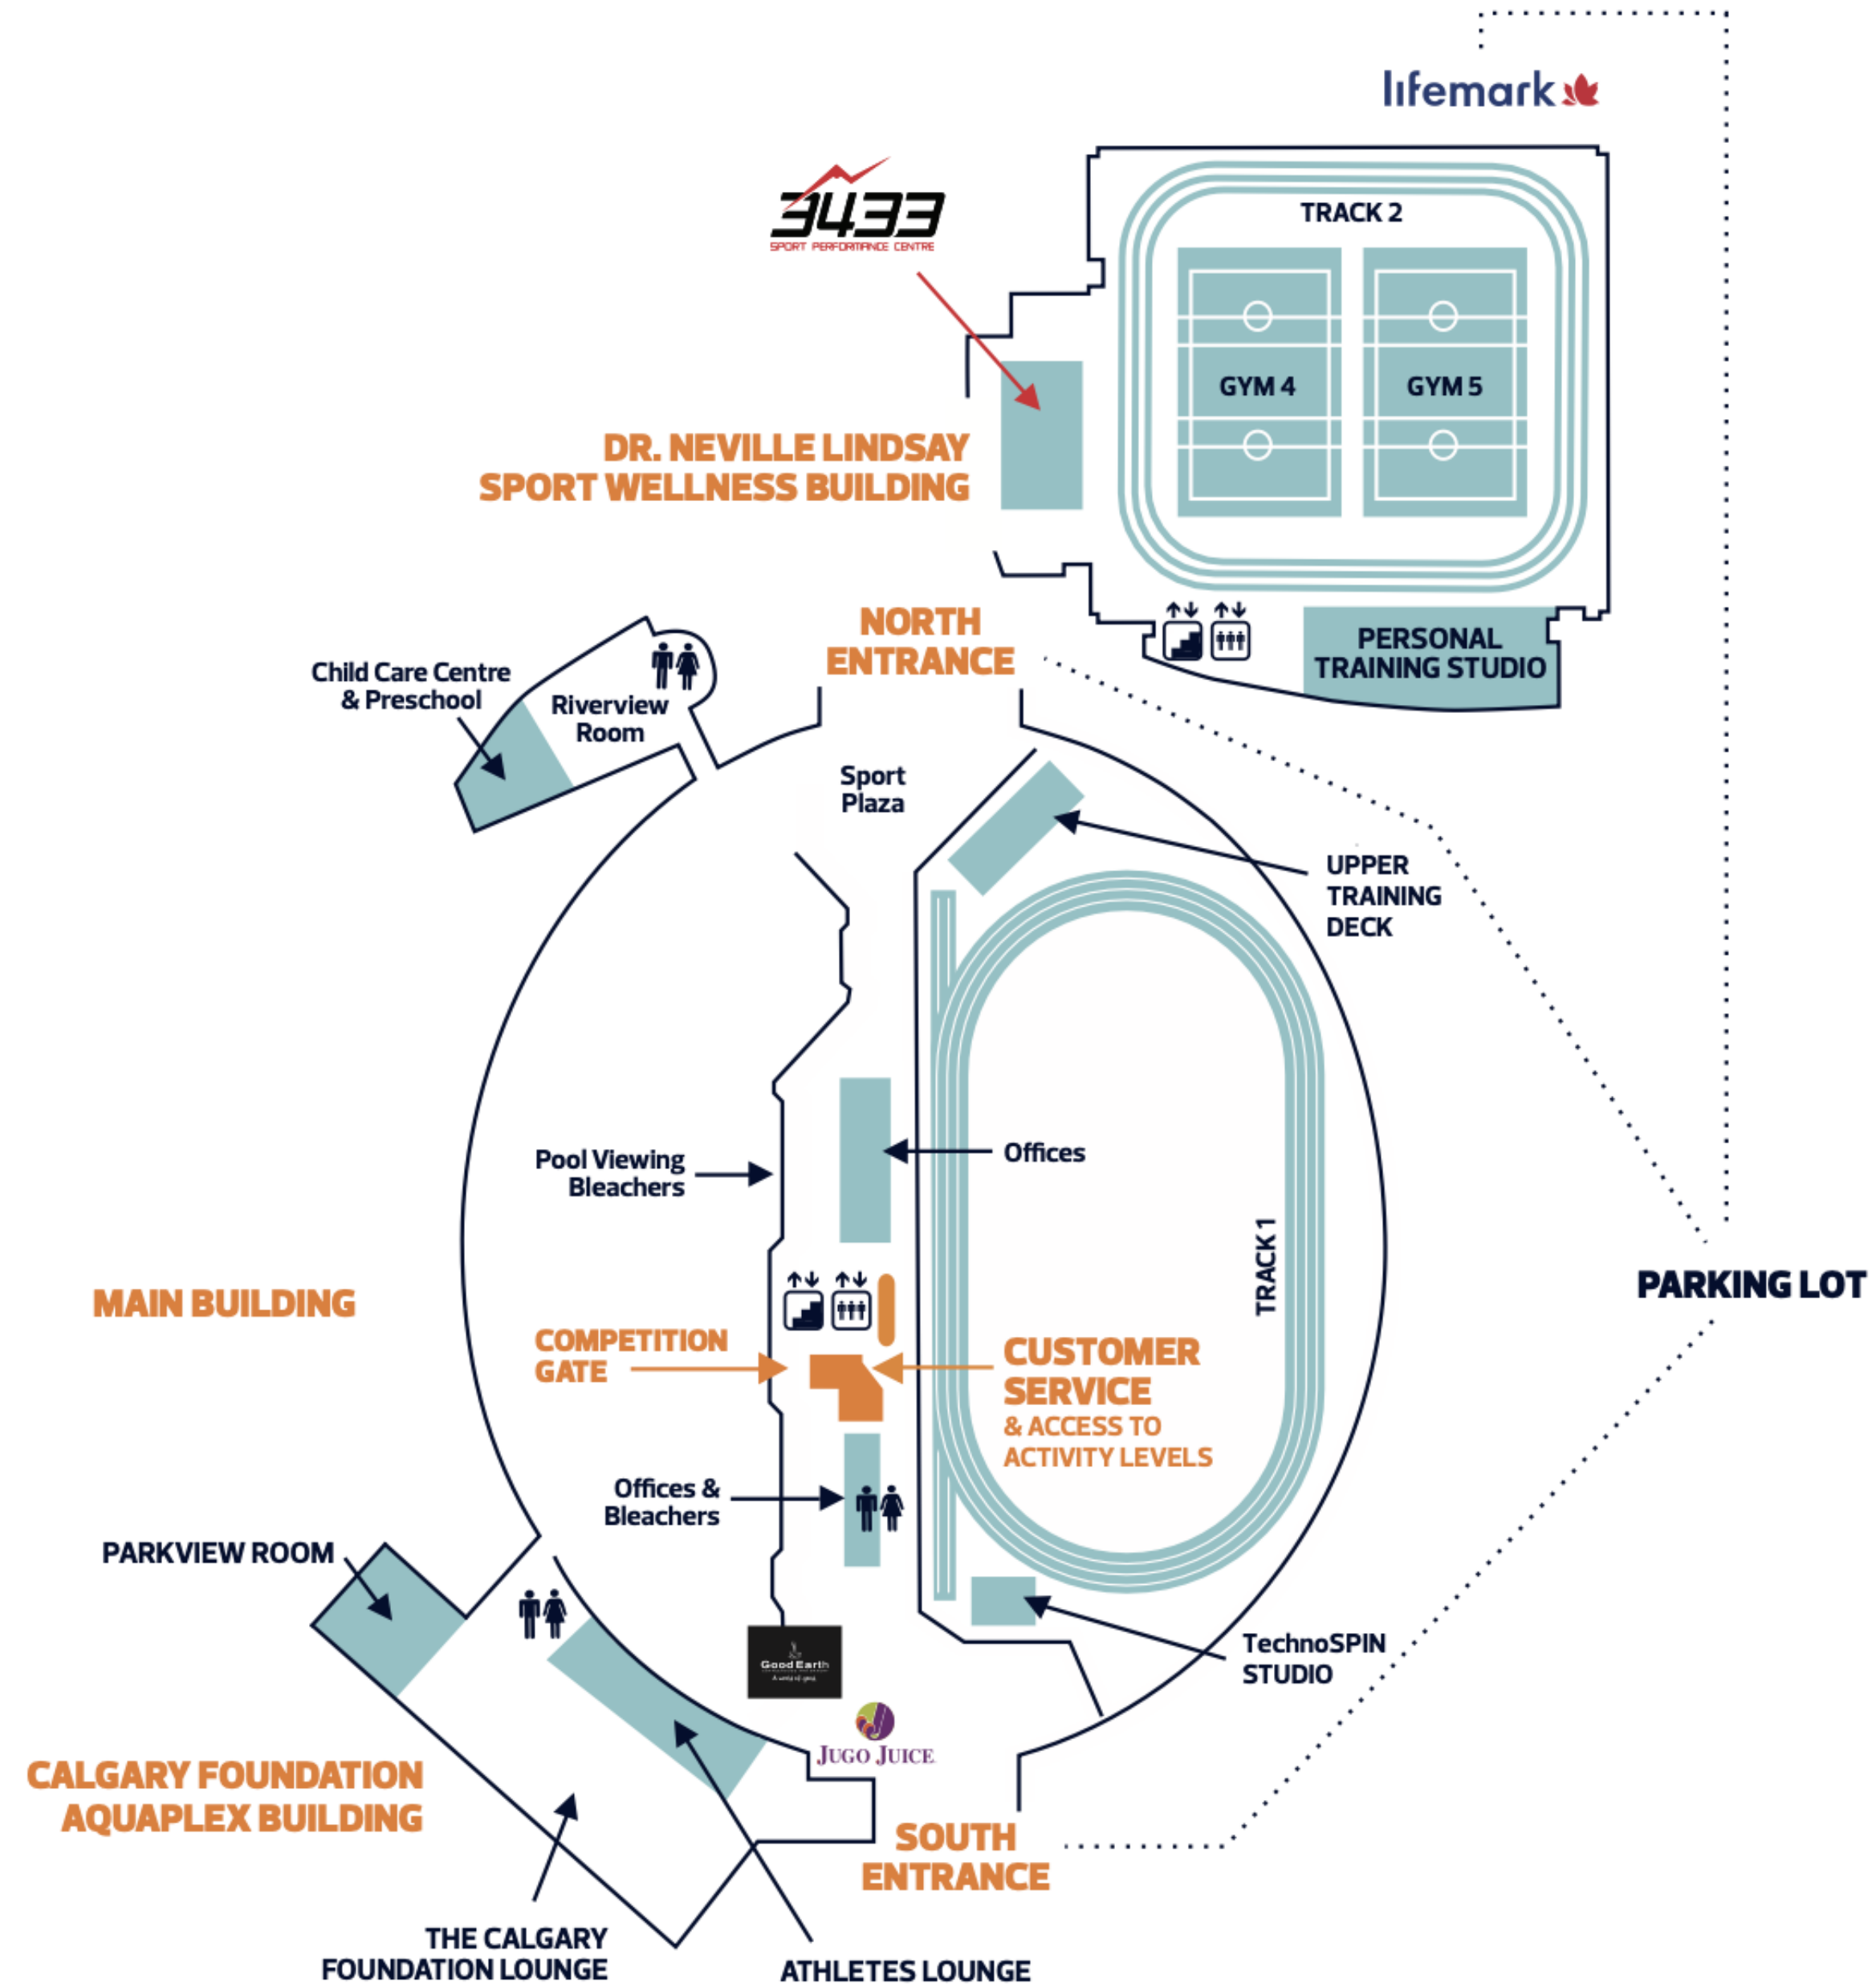 lifemark
3433
SPORT PERFORMANCE CENTRE
TRACK 2
GYM 4
GYM 5
DR. NEVILLE LINDSAY
SPORT WELLNESS BUILDING
PERSONAL
TRAINING STUDIO
NORTH
ENTRANCE
Child Care Centre
& Preschool
Riverview
Room
Sport
Plaza
UPPER
TRAINING
DECK
Pool Viewing
Bleachers
Offices
TRACK 1
PARKING LOT
MAIN BUILDING
COMPETITION
GATE
CUSTOMER
SERVICE
& ACCESS TO
ACTIVITY LEVELS
Offices &
Bleachers
PARKVIEW ROOM
TechnoSPIN
STUDIO
Good Earth
JUGO JUICE
CALGARY FOUNDATION
AQUAPLEX BUILDING
SOUTH
ENTRANCE
THE CALGARY
FOUNDATION LOUNGE
ATHLETES LOUNGE